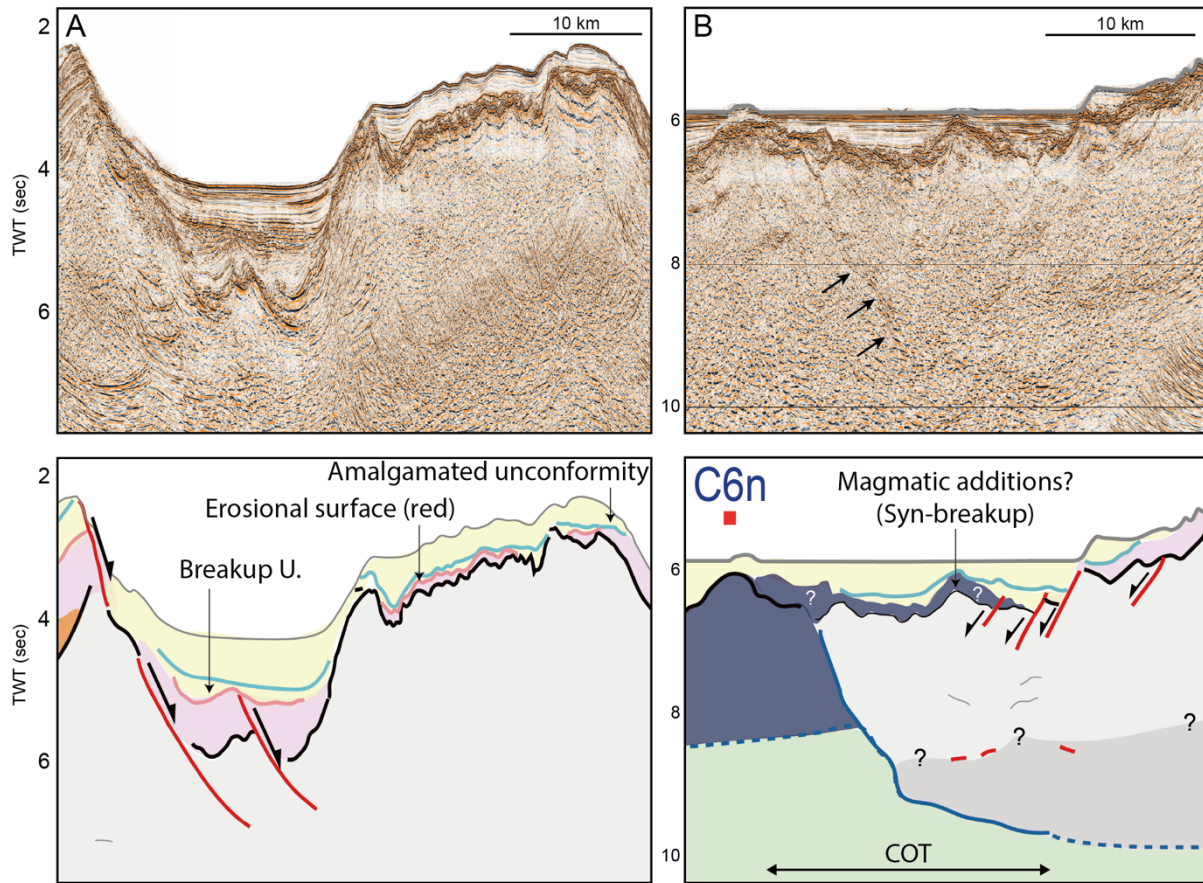 A
10 km
2
4
6
TWT (sec)
B
10 km
6
8
10
2
4
6
TWT (sec)
Amalgamated unconformity
Erosional surface (red)
Breakup U.
C6n
Magmatic additions?
(Syn-breakup)
6
8
10
?
?
?
?
?
COT